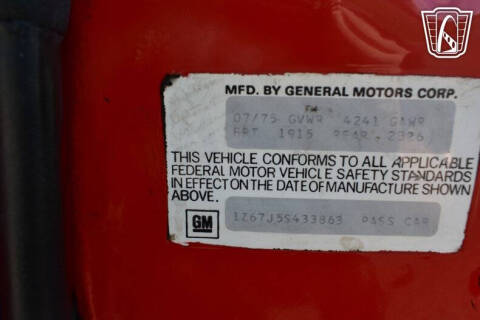 MFD. BY GENERAL MOTORS CORP.
07/75 GVWR 4241 GAWR
FRT 1915 REAR 2326
THIS VEHICLE CONFORMS TO ALL APPLICABLE
FEDERAL MOTOR VEHICLE SAFETY STANDARDS
IN EFFECT ON THE DATE OF MANUFACTURE SHOWN
ABOVE.
GM
1Z67J5S433863 PASS CAR